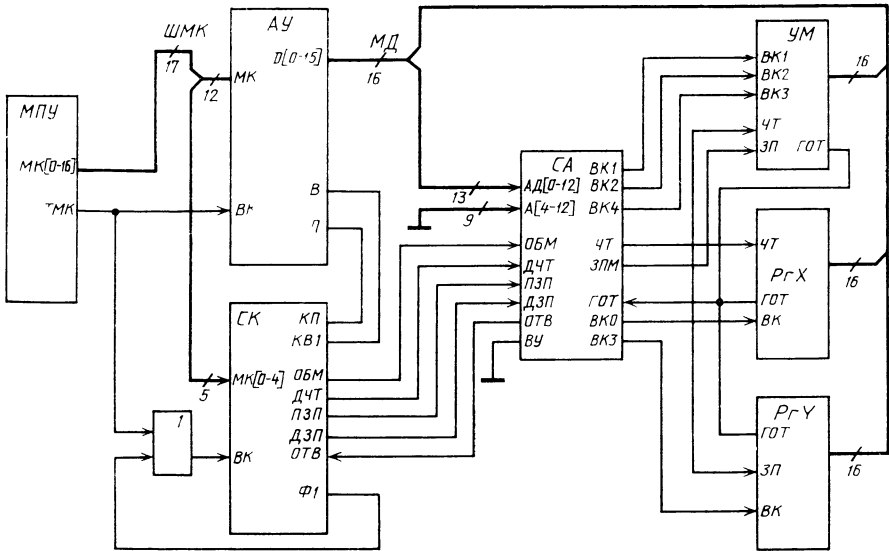 ШМК
17
12
МПУ
МК[0-16]
ТМК
АУ
D[0-15]
МК
В
Вк
П
МД
16
СК
КП
КВ1
МК[0-4]
5
ОБМ
ДЧТ
ПЗП
ДЗП
ОТВ
ВК
Ф1
1
СА
АД[0-12]
13
А[4-12]
9
ОБМ
ДЧТ
ПЗП
ДЗП
ОТВ
ВУ
ВК1
ВК2
ВК4
ЧТ
ЗПМ
ГОТ
ВК0
ВК3
УМ
ВК1
ВК2
ВК3
ЧТ
ЗП
ГОТ
16
ЧТ
РгХ
ГОТ
ВК
16
РгY
ГОТ
ЗП
ВК
16